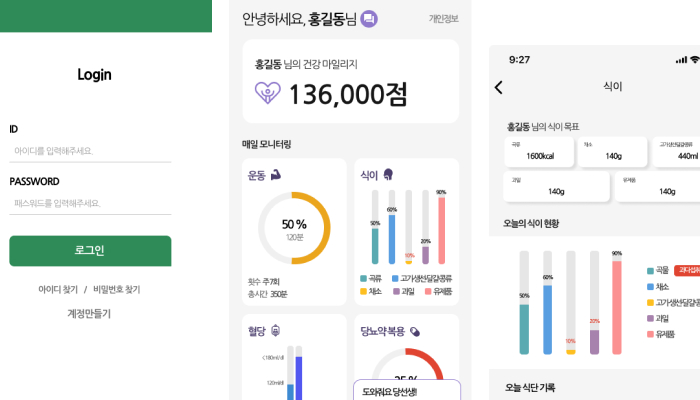 Login
ID
아이디를 입력해주세요.
PASSWORD
패스워드를 입력해주세요.
로그인
아이디 찾기 / 비밀번호 찾기
계정만들기
안녕하세요, 홍길동님
개인정보
홍길동 님의 건강 마일리지
136,000점
매일 모니터링
운동
50 %
120분
횟수 주7회
총시간 350분
식이
50%
60%
10%
20%
90%
곡류
고기생선달걀콩류
채소
과일
유제품
혈당
<180ml/dl
120ml/dl
당뇨약 복용
도와줘요 당선생!
9:27
식이
홍길동 님의 식이 목표
곡류
1600kcal
채소
140g
고기생선달걀콩류
440ml
과일
140g
유제품
140g
오늘의 식이 현황
50%
60%
10%
20%
90%
곡물
채소
고기생선달걀콩류
과일
유제품
오늘 식단 기록